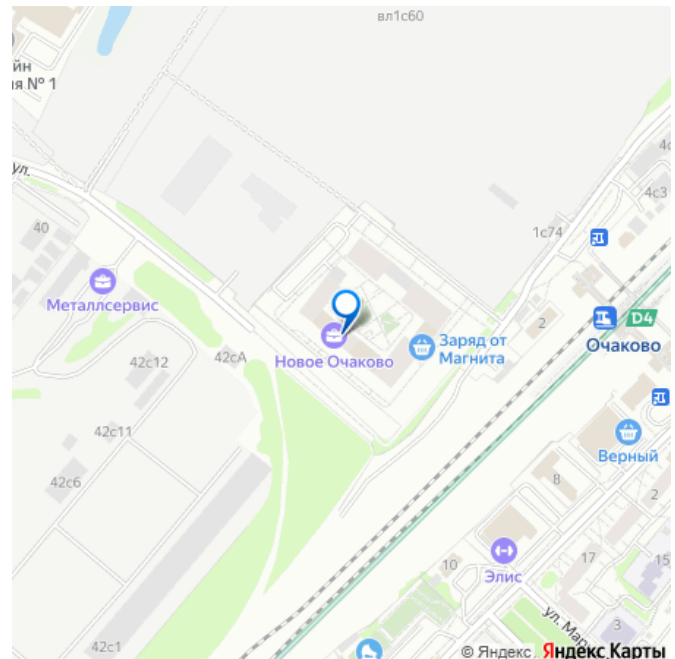 вл1с60
йн
ія № 1
ул.
4с
4с3
40
1с74
Металлсервис
2
D4
Очаково
Заряд от
Магнита
Новое Очаково
42с12
42сА
42с11
Верный
42с6
8
2
Элис
10
17
15
ул. Мар
3
42с1
© Яндекс
Яндекс Карты